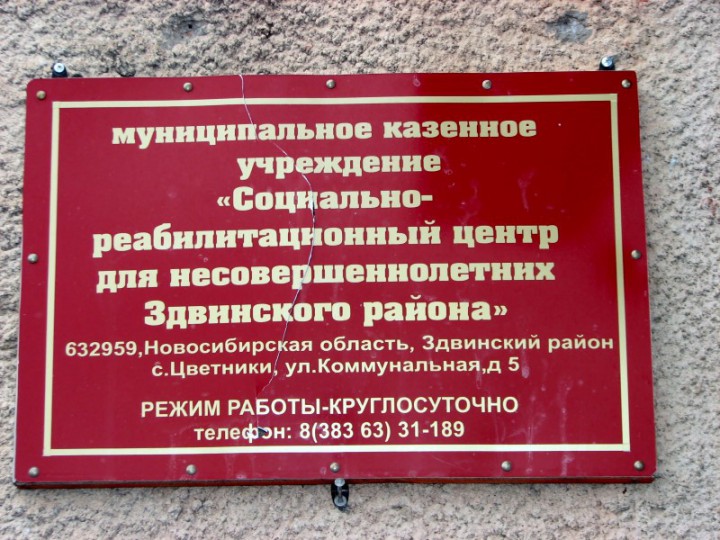 муниципальное казенное
учреждение
«Социально-
реабилитационный центр
для несовершеннолетних
Здвинского района»
632959,Новосибирская область, Здвинский район
с.Цветники, ул.Коммунальная,д 5
РЕЖИМ РАБОТЫ-КРУГЛОСУТОЧНО
телефон: 8(383 63) 31-189